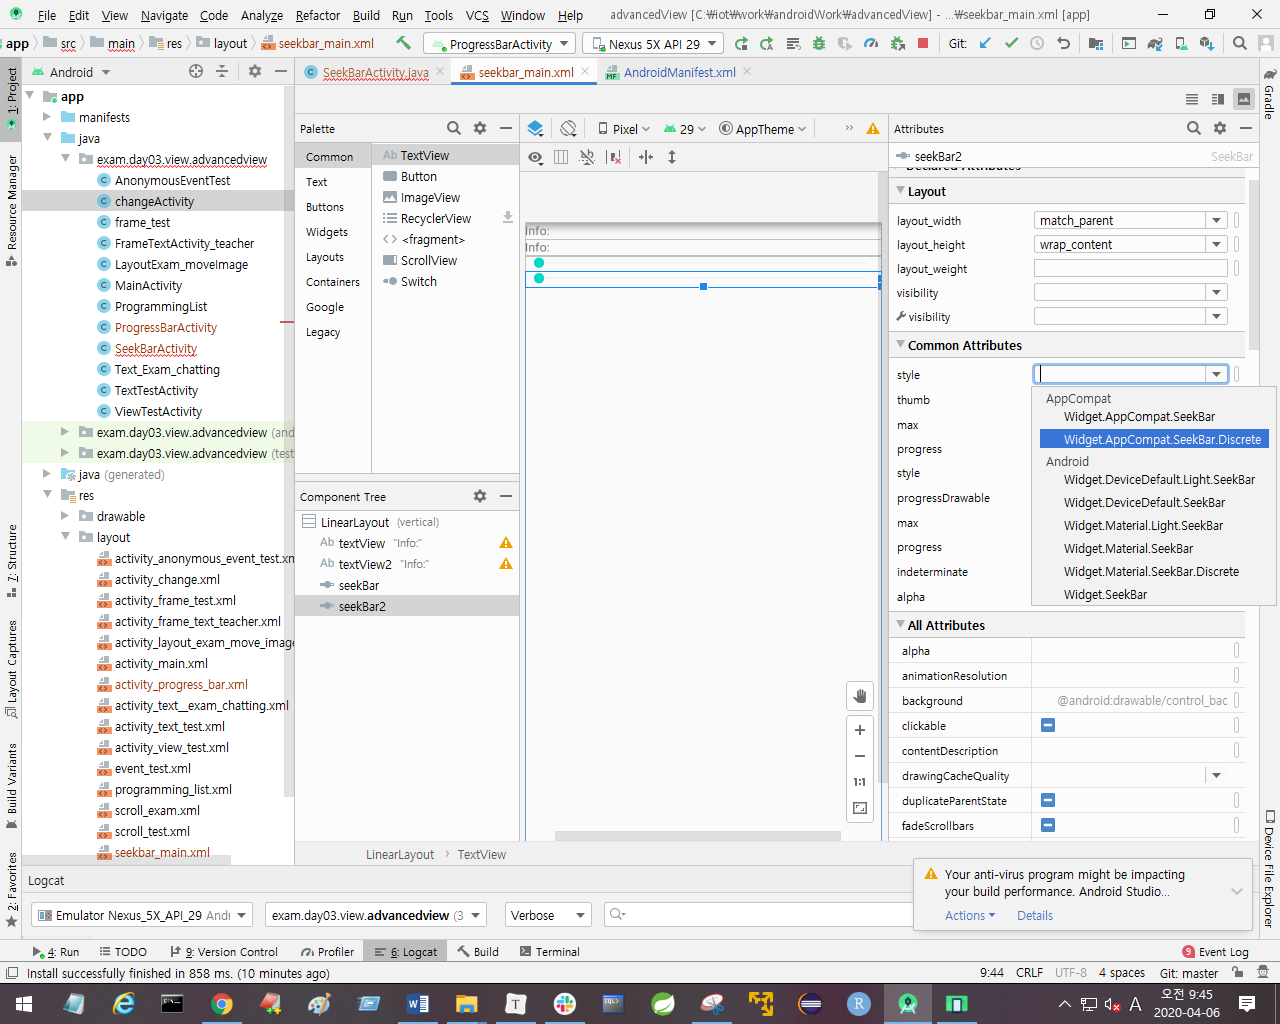 File Edit View Navigate Code Analyze Refactor Build Run Tools VCS Window Help advancedView [C:₩iot₩work₩androidWork₩advancedView] - ...₩seekbar_main.xml [app]
app src main res layout seekbar_main.xml ProgressBarActivity Nexus 5X API 29 Git:
Android SeekBarActivity.java seekbar_main.xml AndroidManifest.xml
1: Project
Resource Manager
7: Structure
Layout Captures
Build Variants
2: Favorites
app
manifests
java
exam.day03.view.advancedview
AnonymousEventTest
changeActivity
frame_test
FrameTextActivity_teacher
LayoutExam_moveImage
MainActivity
ProgrammingList
ProgressBarActivity
SeekBarActivity
Text_Exam_chatting
TextTestActivity
ViewTestActivity
exam.day03.view.advancedview (and
exam.day03.view.advancedview (test
java (generated)
res
drawable
layout
activity_anonymous_event_test.xn
activity_change.xml
activity_frame_test.xml
activity_frame_text_teacher.xml
activity_layout_exam_move_imag
activity_main.xml
activity_progress_bar.xml
activity_text__exam_chatting.xml
activity_text_test.xml
activity_view_test.xml
event_test.xml
programming_list.xml
scroll_exam.xml
scroll_test.xml
seekbar_main.xml
Palette
Common
Text
Buttons
Widgets
Layouts
Containers
Google
Legacy
Ab TextView
Button
ImageView
RecyclerView
<> <fragment>
ScrollView
Switch
Component Tree
LinearLayout (vertical)
Ab textView "Info:"
Ab textView2 "Info:"
seekBar
seekBar2
Pixel 29 AppTheme »
Info:
Info:
1:1
LinearLayout › TextView
Attributes
seekBar2 SeekBar
Declared Attributes
Layout
layout_width match_parent
layout_height wrap_content
layout_weight
visibility
visibility
Common Attributes
style
thumb
max
progress
style
progressDrawable
max
progress
indeterminate
alpha
AppCompat
Widget.AppCompat.SeekBar
Widget.AppCompat.SeekBar.Discrete
Android
Widget.DeviceDefault.Light.SeekBar
Widget.DeviceDefault.SeekBar
Widget.Material.Light.SeekBar
Widget.Material.SeekBar
Widget.Material.SeekBar.Discrete
Widget.SeekBar
All Attributes
alpha
animationResolution
background @android:drawable/control_bac
clickable
contentDescription
drawingCacheQuality
duplicateParentState
fadeScrollbars
Gradle
Device File Explorer
Your anti-virus program might be impacting
your build performance. Android Studio...
Actions Details
Logcat
Emulator Nexus_5X_API_29 Andr exam.day03.view.advancedview (3 Verbose
4: Run TODO 9: Version Control Profiler 6: Logcat Build Terminal 9 Event Log
Install successfully finished in 858 ms. (10 minutes ago) 9:44 CRLF UTF-8 4 spaces Git: master
A 오전 9:45
2020-04-06